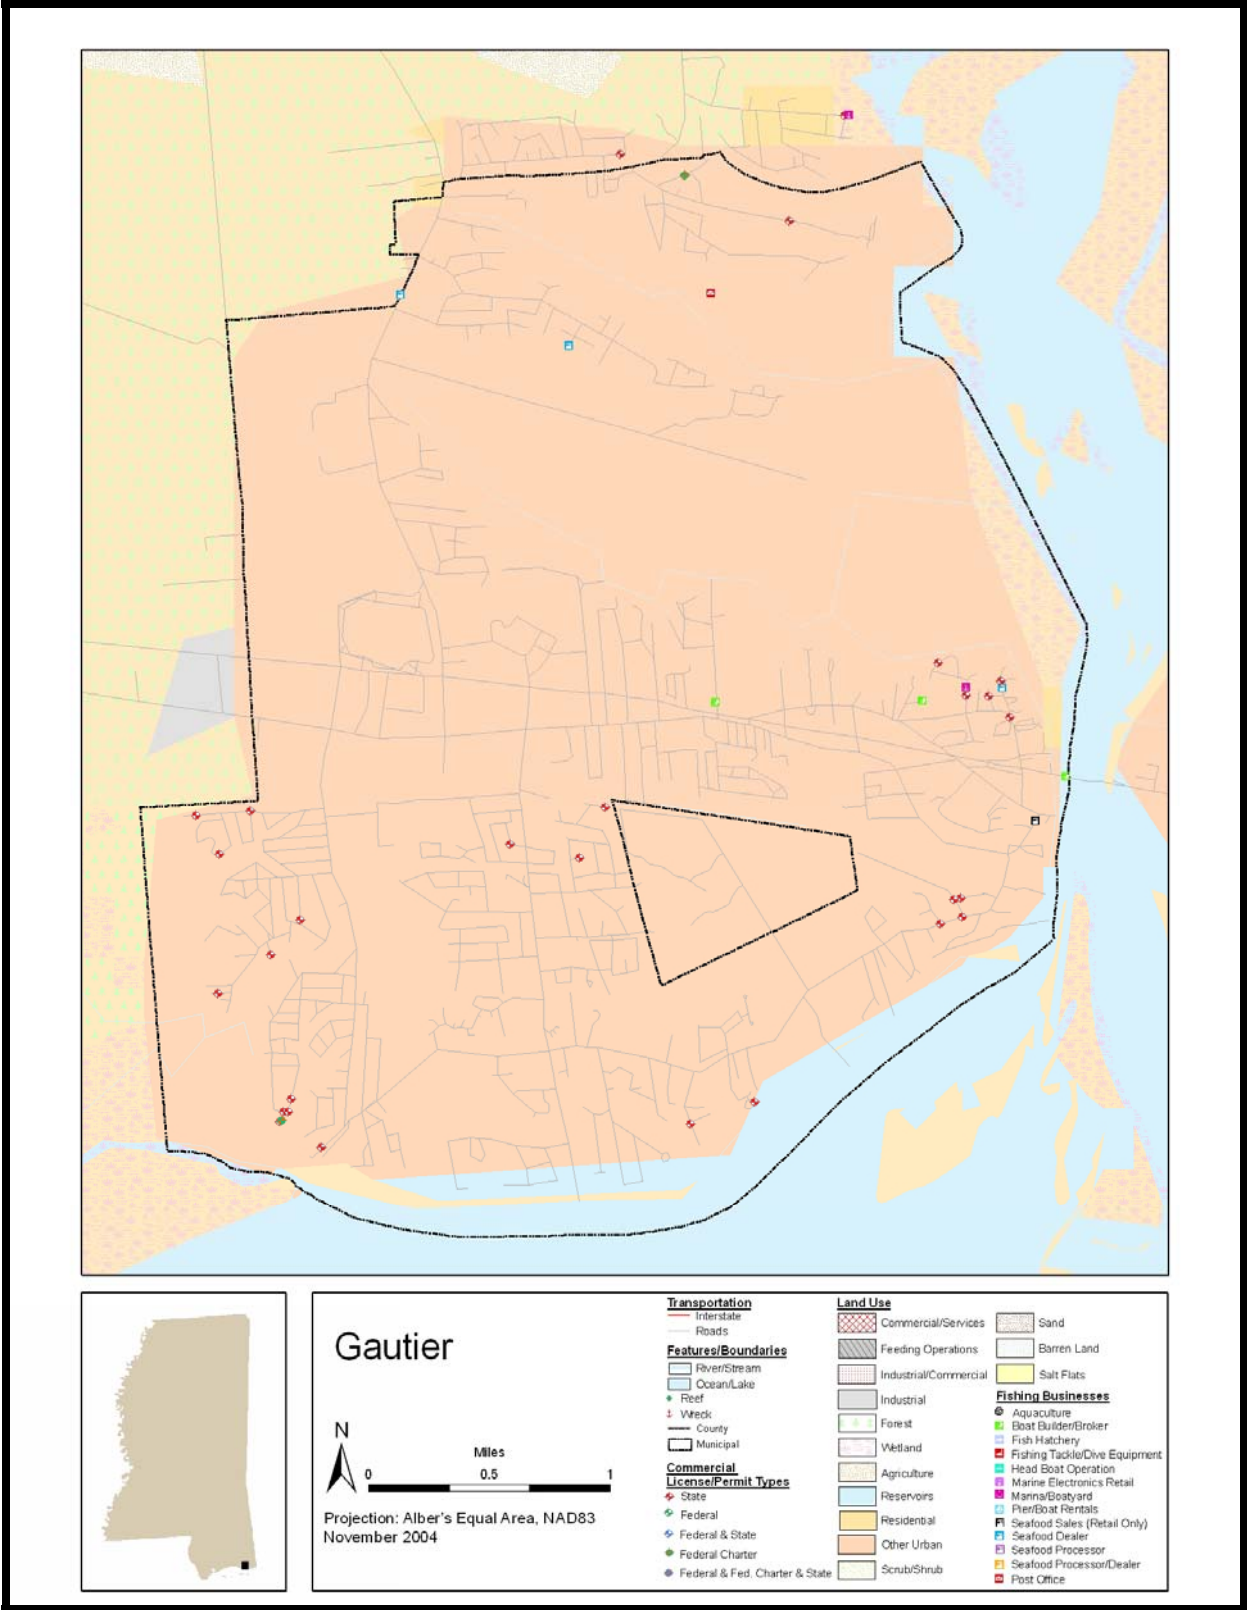 Gautier
N
Miles
0 0.5 1
Projection: Alber's Equal Area, NAD83
November 2004
Transportation
Interstate
Roads
Features/Boundaries
River/Stream
Ocean/Lake
Reef
Wreck
County
Municipal
Commercial
License/Permit Types
State
Federal
Federal & State
Federal Charter
Federal & Fed. Charter & State
Land Use
Commercial/Services
Feeding Operations
Industrial/Commercial
Industrial
Forest
Wetland
Agriculture
Reservoirs
Residential
Other Urban
Scrub/Shrub
Sand
Barren Land
Salt Flats
Fishing Businesses
Aquaculture
Boat Builder/Broker
Fish Hatchery
Fishing Tackle/Dive Equipment
Head Boat Operation
Marine Electronics Retail
Marina/Boatyard
Pier/Boat Rentals
Seafood Sales (Retail Only)
Seafood Dealer
Seafood Processor
Seafood Processor/Dealer
Post Office